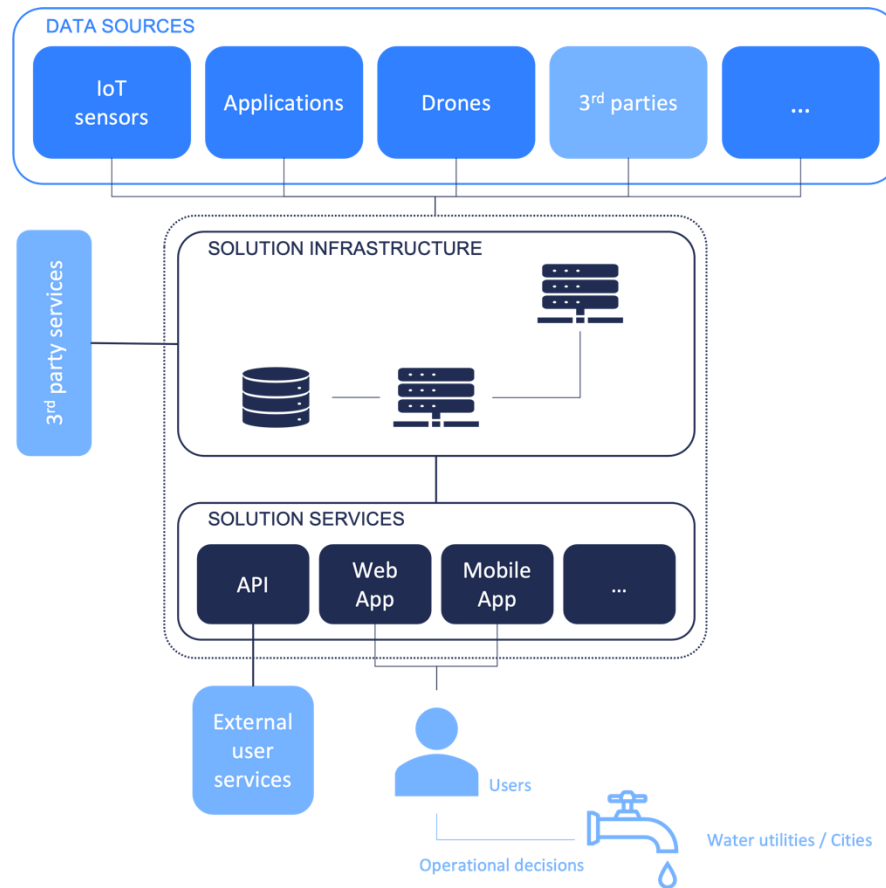 DATA SOURCES
IoT
sensors
Applications
Drones
3rd parties
...
3rd party services
SOLUTION INFRASTRUCTURE
SOLUTION SERVICES
API
Web
App
Mobile
App
...
External
user
services
Users
Operational decisions
Water utilities / Cities